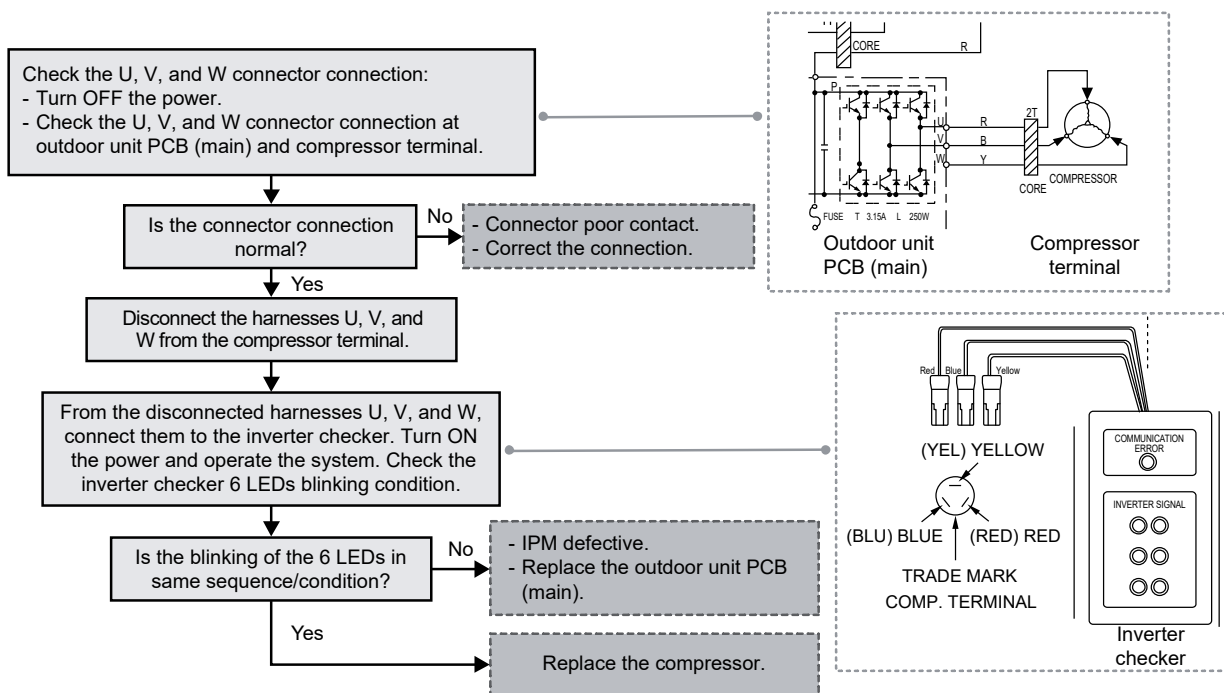 Check the U, V, and W connector connection:
- Turn OFF the power.
- Check the U, V, and W connector connection at
outdoor unit PCB (main) and compressor terminal.
Is the connector connection
normal?
No
- Connector poor contact.
- Correct the connection.
Yes
Disconnect the harnesses U, V, and
W from the compressor terminal.
From the disconnected harnesses U, V, and W,
connect them to the inverter checker. Turn ON
the power and operate the system. Check the
inverter checker 6 LEDs blinking condition.
Is the blinking of the 6 LEDs in
same sequence/condition?
No
- IPM defective.
- Replace the outdoor unit PCB
(main).
Yes
Replace the compressor.
CORE
R
P
U
R
2T
V
B
W
Y
CORE
COMPRESSOR
FUSE T 3.15A L 250W
Outdoor unit
PCB (main)
Compressor
terminal
Red
Blue
Yellow
(YEL) YELLOW
(BLU) BLUE
(RED) RED
TRADE MARK
COMP. TERMINAL
COMMUNICATION
ERROR
INVERTER SIGNAL
Inverter
checker